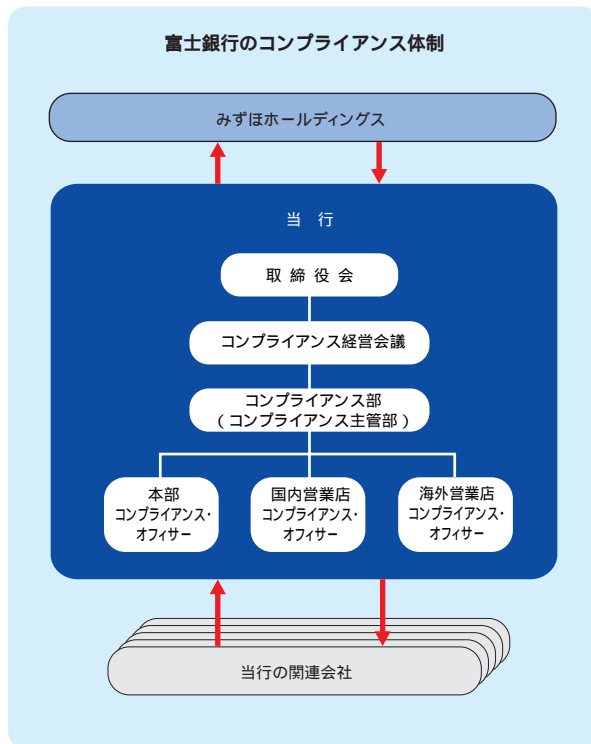 富士銀行のコンプライアンス体制
みずほホールディングス
当 行
取 締 役 会
コンプライアンス経営会議
コンプライアンス部
(コンプライアンス主管部)
本部
コンプライアンス・
オフィサー
国内営業店
コンプライアンス・
オフィサー
海外営業店
コンプライアンス・
オフィサー
当行の関連会社